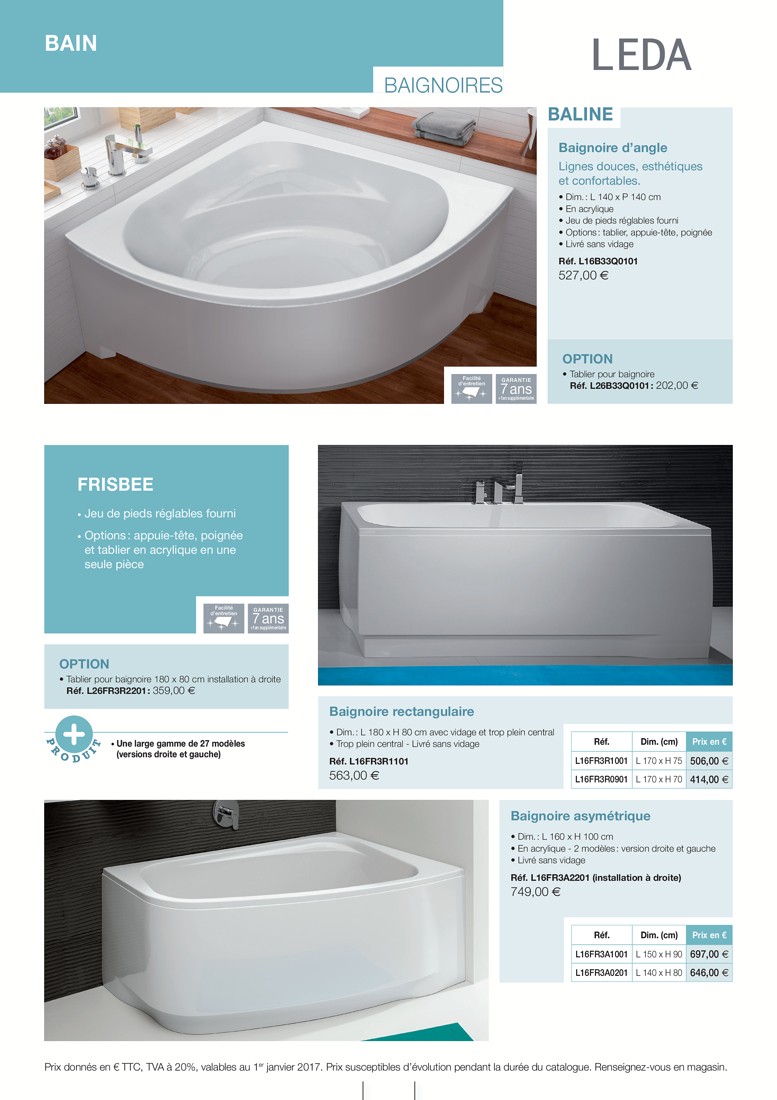 BAIN
LEDA
BAIGNOIRES
BALINE
Baignoire d'angle
Lignes douces, esthétiques
et confortables.
• Dim. : L 140 x P 140 cm
• En acrylique
• Jeu de pieds réglables fourni
• Options : tablier, appuie-tête, poignée
• Livré sans vidage
Réf. L16B33Q0101
527,00 €
OPTION
• Tablier pour baignoire
Réf. L26B33Q0101 : 202,00 €
Facilité
d'entretien
GARANTIE
7 ans
FRISBEE
• Jeu de pieds réglables fourni
• Options : appuie-tête, poignée
et tablier en acrylique en une
seule pièce
Facilité
d'entretien
GARANTIE
7 ans
OPTION
• Tablier pour baignoire 180 x 80 cm installation à droite
Réf. L26FR3R2201 : 359,00 €
+ PRODUIT
• Une large gamme de 27 modèles
(versions droite et gauche)
Baignoire rectangulaire
• Dim. : L 180 x H 80 cm avec vidage et trop plein central
• Trop plein central - Livré sans vidage
Réf. L16FR3R1101
563,00 €
Réf. Dim. (cm) Prix en €
L16FR3R1001 L 170 x H 75 506,00 €
L16FR3R0901 L 170 x H 70 414,00 €
Baignoire asymétrique
• Dim. : L 160 x H 100 cm
• En acrylique - 2 modèles : version droite et gauche
• Livré sans vidage
Réf. L16FR3A2201 (installation à droite)
749,00 €
Réf. Dim. (cm) Prix en €
L16FR3A1001 L 150 x H 90 697,00 €
L16FR3A0201 L 140 x H 80 646,00 €
Prix donnés en € TTC, TVA à 20%, valables au 1er janvier 2017. Prix susceptibles d'évolution pendant la durée du catalogue. Renseignez-vous en magasin.